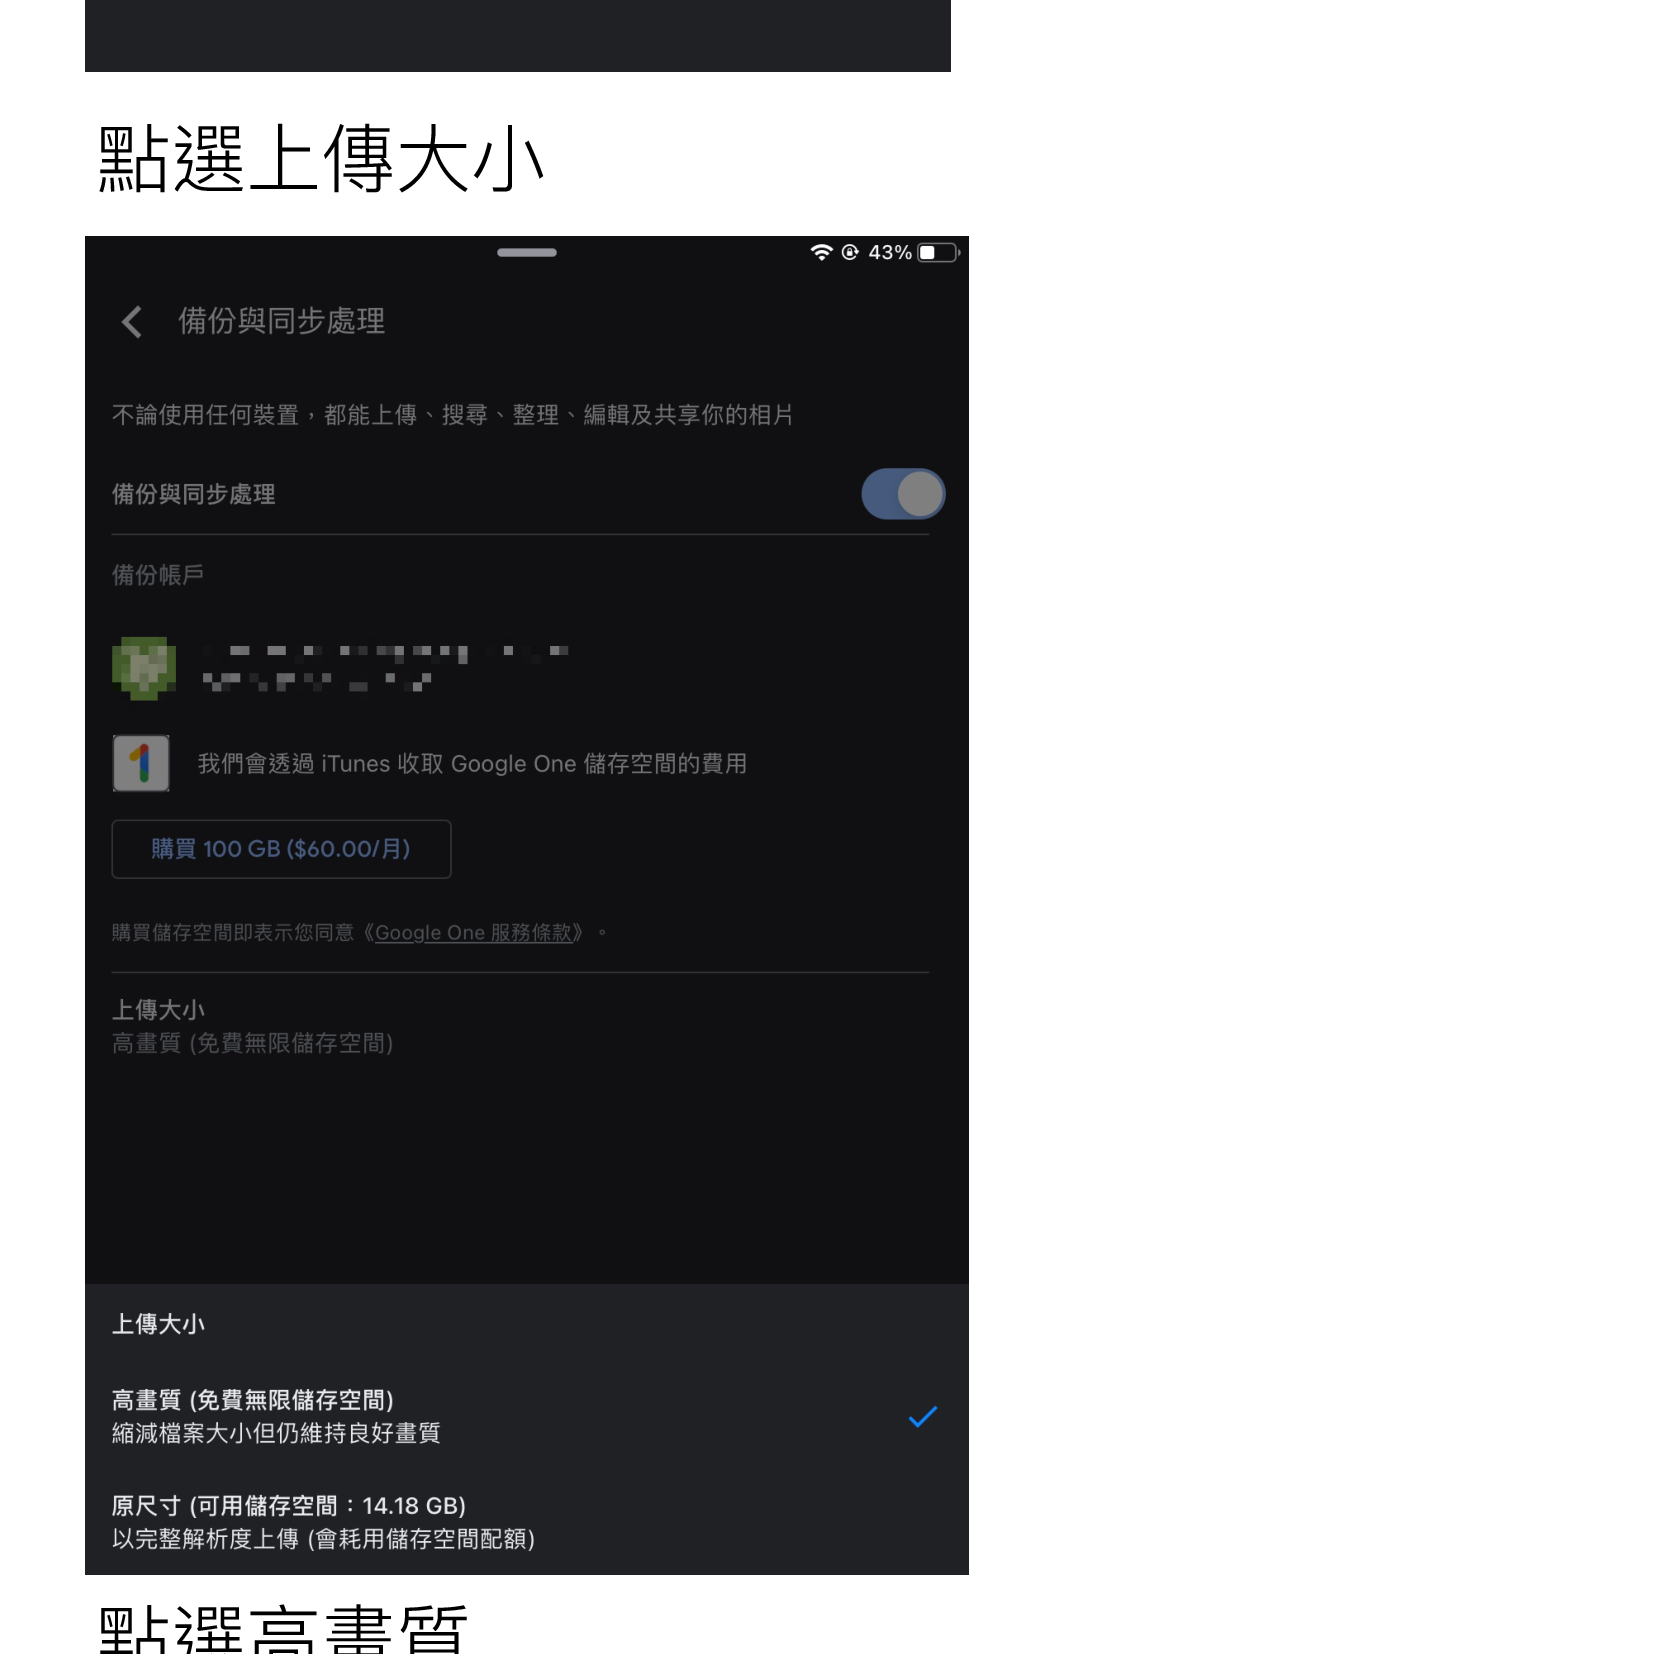 點選上傳大小
43%
備份與同步處理
不論使用任何裝置，都能上傳、搜尋、整理、編輯及共享你的相片
備份與同步處理
備份帳戶
我們會透過 iTunes 收取 Google One 儲存空間的費用
購買 100 GB ($60.00/月)
購買儲存空間即表示您同意《Google One 服務條款》。
上傳大小
高畫質 (免費無限儲存空間)
上傳大小
高畫質 (免費無限儲存空間)
縮減檔案大小但仍維持良好畫質
原尺寸 (可用儲存空間：14.18 GB)
以完整解析度上傳 (會耗用儲存空間配額)
點選高畫質